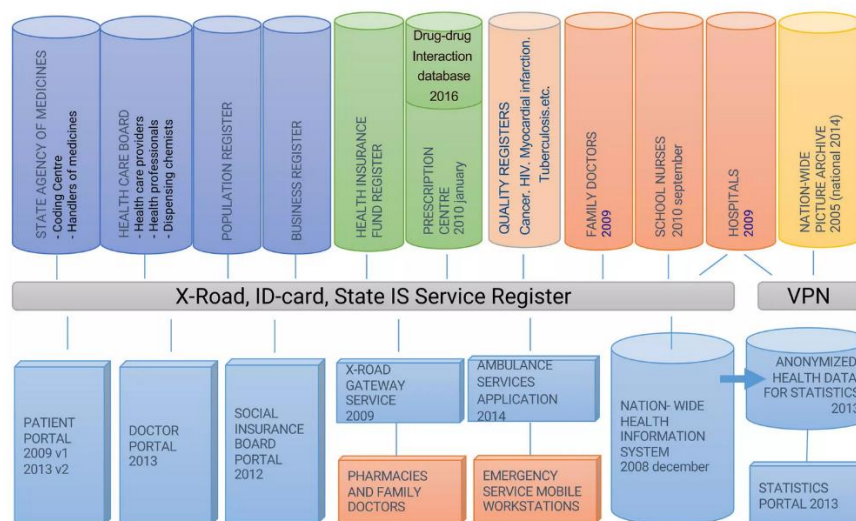 STATE AGENCY OF MEDICINES
- Coding Centre
- Handlers of medicines
HEALTH CARE BOARD
- Health care providers
- Health professionals
- Dispensing chemists
POPULATION REGISTER
BUSINESS REGISTER
HEALTH INSURANCE
FUND REGISTER
Drug-drug
Interaction
database
2016
PRESCRIPTION
CENTRE
2010 january
QUALITY REGISTERS
Cancer. HIV. Myocardial infarction.
Tuberculosis.etc.
FAMILY DOCTORS
2009
SCHOOL NURSES
2010 september
HOSPITALS
2009
NATION-WIDE
PICTURE ARCHIVE
2005 (national 2014)
X-Road, ID-card, State IS Service Register
VPN
PATIENT
PORTAL
2009 v1
2013 v2
DOCTOR
PORTAL
2013
SOCIAL
INSURANCE
BOARD
PORTAL
2012
X-ROAD
GATEWAY
SERVICE
2009
PHARMACIES
AND FAMILY
DOCTORS
AMBULANCE
SERVICES
APPLICATION
2014
EMERGENCY
SERVICE MOBILE
WORKSTATIONS
NATION- WIDE
HEALTH
INFORMATION
SYSTEM
2008 december
ANONYMIZED
HEALTH DATA
FOR STATISTICS
2013
STATISTICS
PORTAL 2013